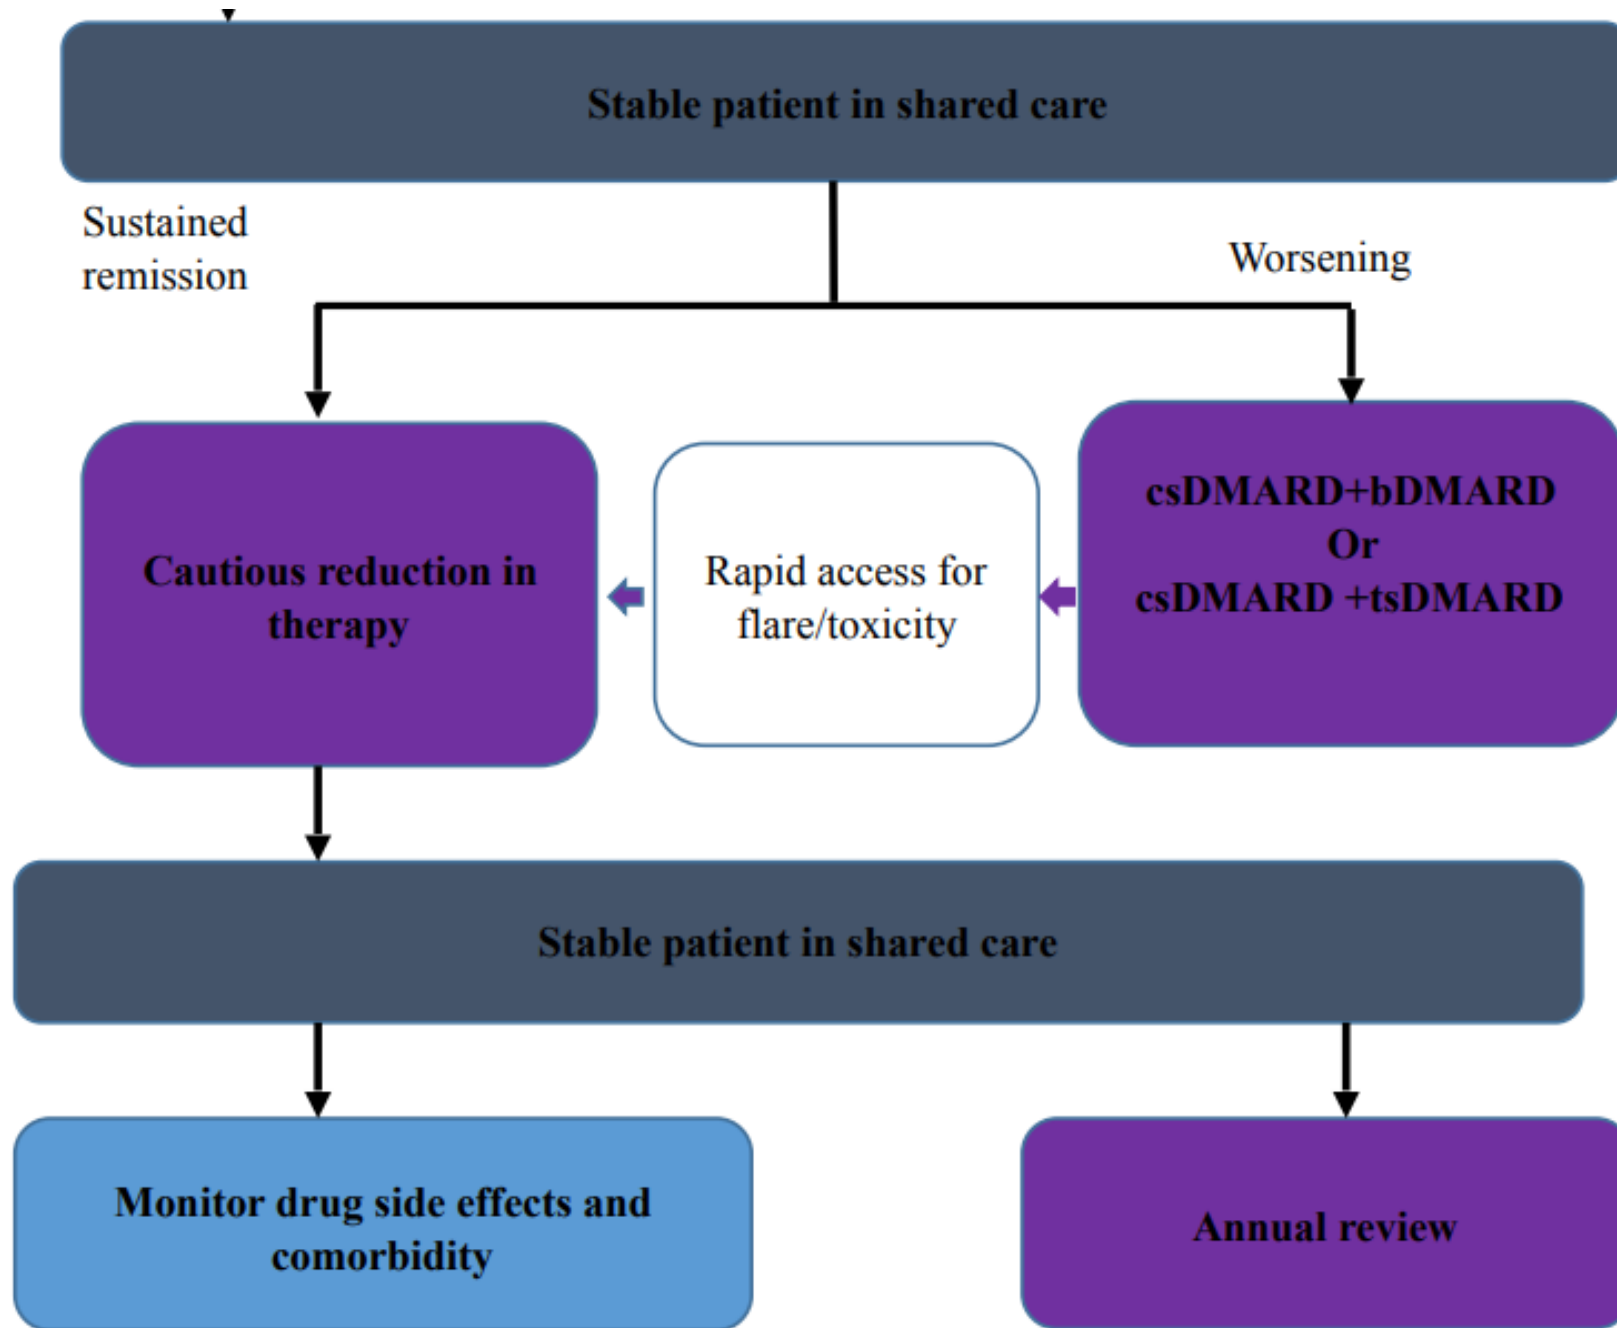 Stable patient in shared care
Sustained
remission
Worsening
Cautious reduction in
therapy
Rapid access for
flare/toxicity
csDMARD+bDMARD
Or
csDMARD +tsDMARD
Stable patient in shared care
Monitor drug side effects and
comorbidity
Annual review